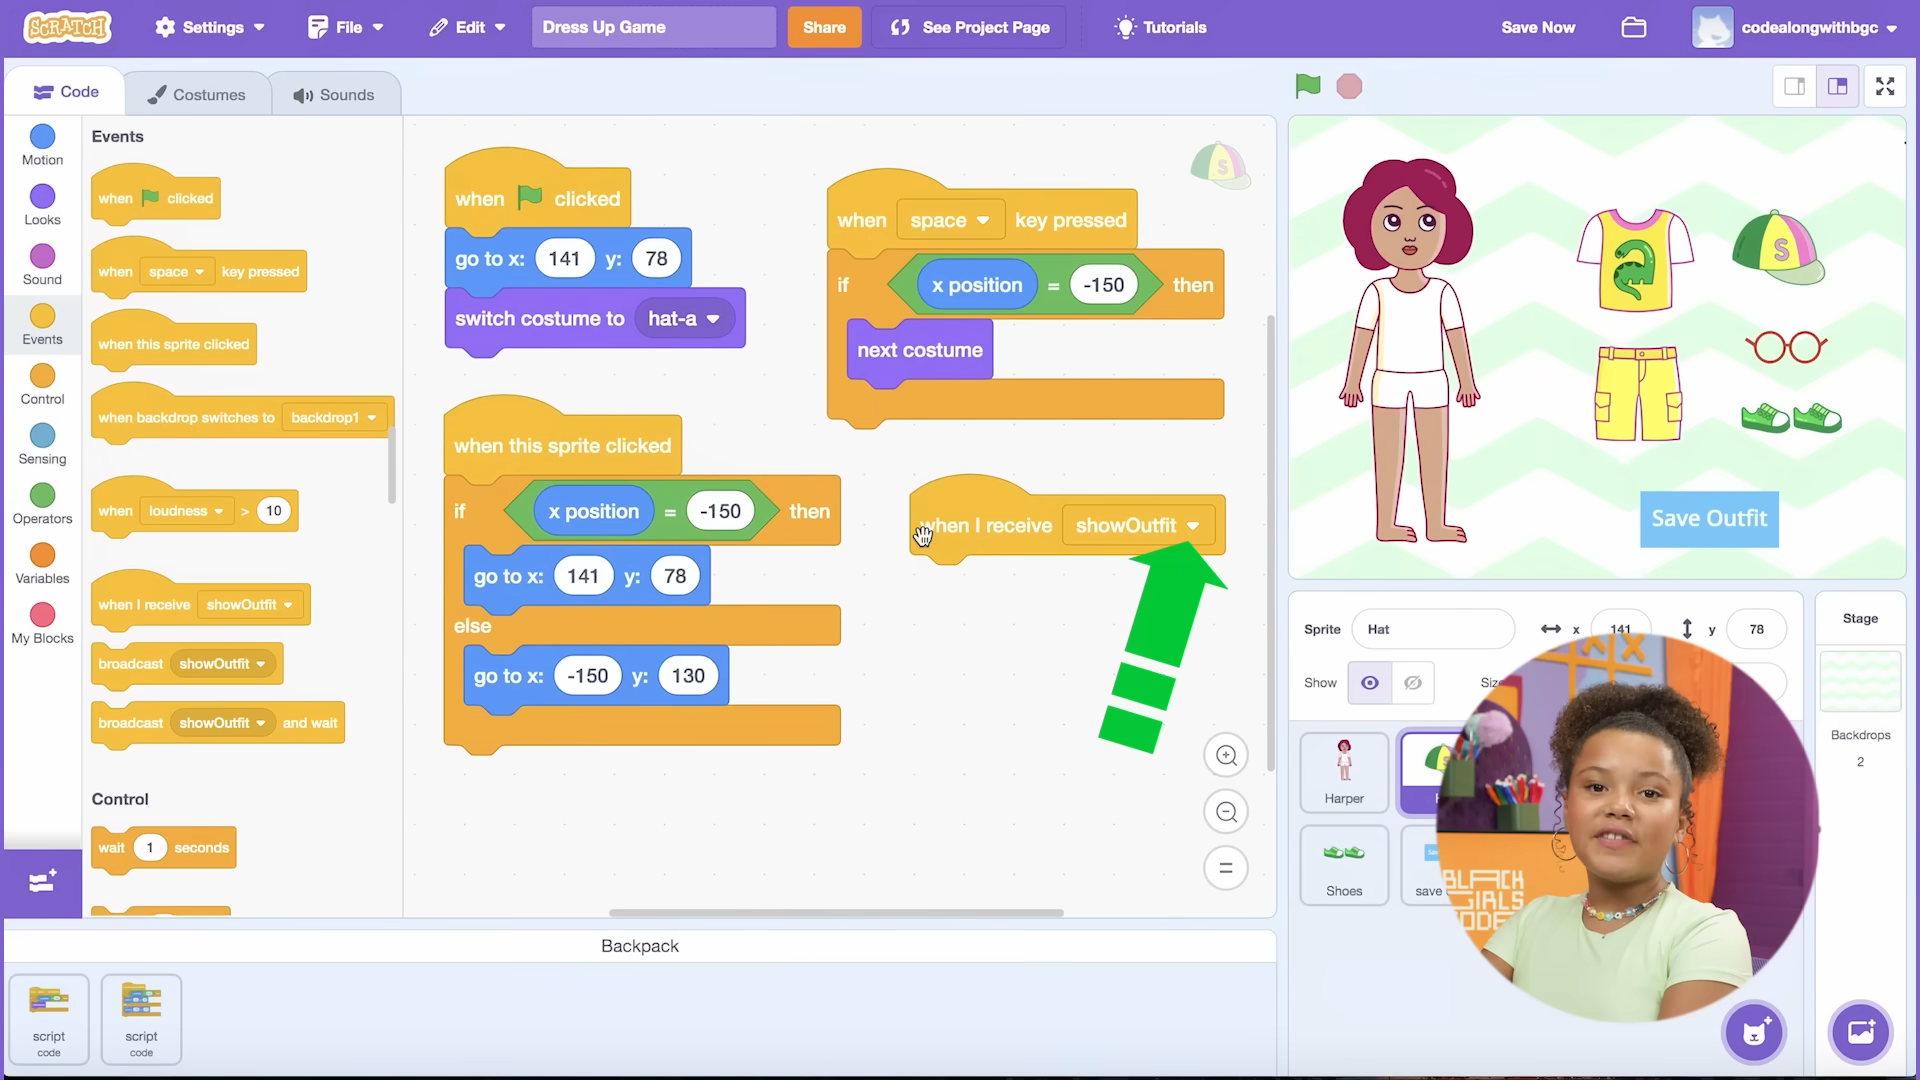 SCRATCH
Settings
File
Edit
Dress Up Game
Share
See Project Page
Tutorials
Save Now
codealongwithbgc
Code
Costumes
Sounds
Motion
Looks
Sound
Events
Control
Sensing
Operators
Variables
My Blocks
Events
when clicked
when space key pressed
when this sprite clicked
when backdrop switches to backdrop1
when loudness > 10
when I receive showOutfit
broadcast showOutfit
broadcast showOutfit and wait
Control
wait 1 seconds
when clicked
go to x: 141 y: 78
switch costume to hat-a
when this sprite clicked
if x position = -150 then
go to x: 141 y: 78
else
go to x: -150 y: 130
when space key pressed
if x position = -150 then
next costume
when I receive showOutfit
S
S
Save Outfit
Sprite Hat x 141 y 78
Show
Harper
Shoes
save
Stage
Backdrops
2
BLACK
GIRLS
CODE
Backpack
script
code
script
code